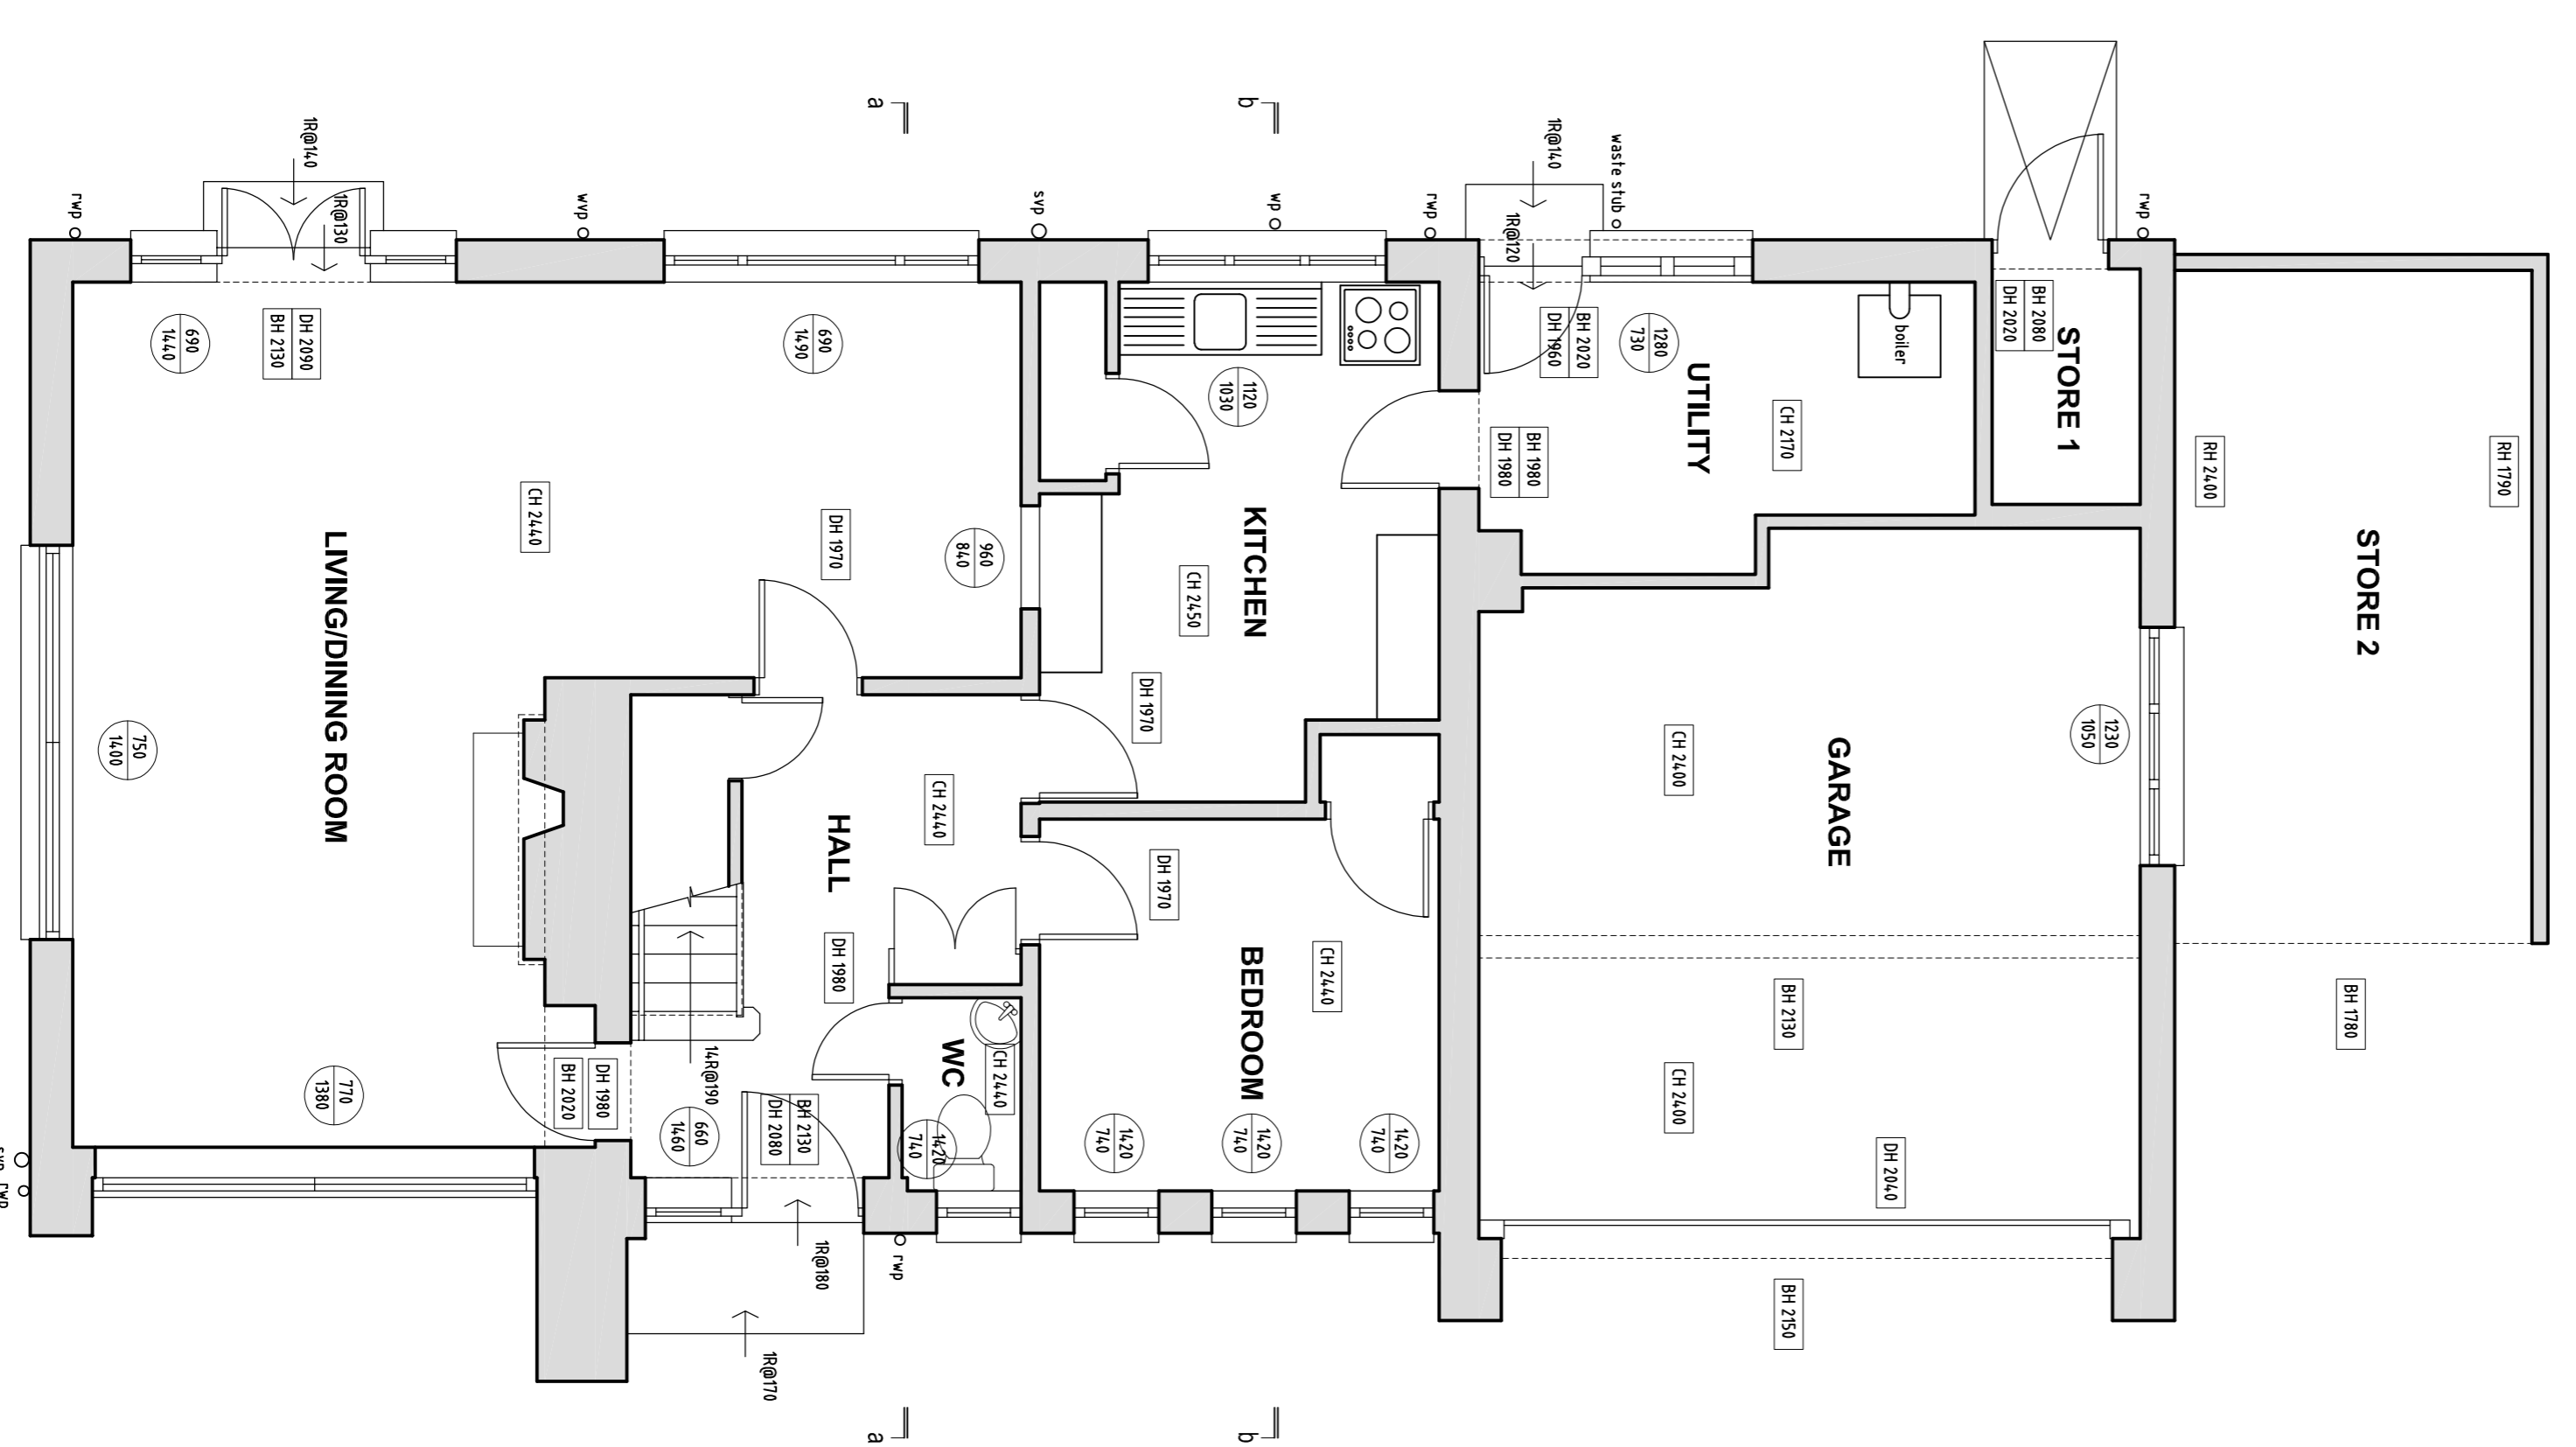 RH 1790
STORE 2
BH 1780
RH 2400
rwp
1230
1050
STORE 1
BH 2080
DH 2020
boiler
DH 2040
GARAGE
CH 2170
BH 2130
BH 2150
UTILITY
CH 2400
CH 2400
1280
730
waste stub
BH 2020
DH 1960
1R@140
BH 1980
DH 1980
1R@120
rwp
1420
740
CH 2440
wp
b
b
KITCHEN
BEDROOM
1420
740
1120
1030
CH 2450
DH 1970
DH 1970
1420
740
svp
CH 2440
WC
960
840
1420
740
CH 2440
rwp
a
a
HALL
DH 1970
DH 1980
690
1490
BH 2130
DH 2080
1R@180
1R@170
14R@190
660
1460
DH 1980
BH 2020
wvp
CH 2440
LIVING/DINING ROOM
1R@130
770
1380
1R@140
DH 2090
BH 2130
690
1440
750
1400
rwp
svp
rwp